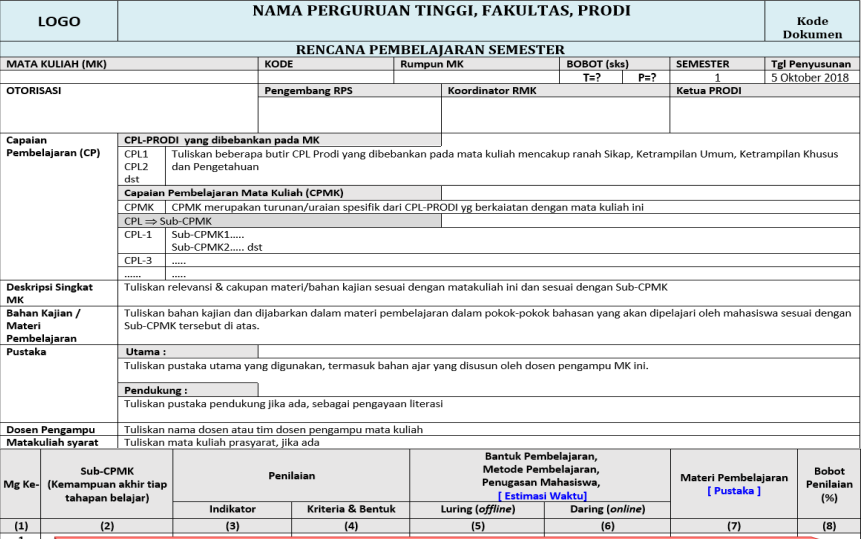 LOGO
NAMA PERGURUAN TINGGI, FAKULTAS, PRODI
Kode
Dokumen
RENCANA PEMBELAJARAN SEMESTER
MATA KULIAH (MK) KODE Rumpun MK BOBOT (sks) SEMESTER Tgl Penyusunan
T=? P=? 1 5 Oktober 2018
OTORISASI Pengembang RPS Koordinator RMK Ketua PRODI
Capaian
Pembelajaran (CP)
CPL-PRODI yang dibebankan pada MK
CPL1 Tuliskan beberapa butir CPL Prodi yang dibebankan pada mata kuliah mencakup ranah Sikap, Ketrampilan Umum, Ketrampilan Khusus
CPL2 dan Pengetahuan
dst
Capaian Pembelajaran Mata Kuliah (CPMK)
CPMK CPMK merupakan turunan/uraian spesifik dari CPL-PRODI yg berkaiatan dengan mata kuliah ini
CPL ⇒ Sub-CPMK
CPL-1 Sub-CPMK1.....
Sub-CPMK2..... dst
CPL-3 .....
...... .....
Deskripsi Singkat
MK
Tuliskan relevansi & cakupan materi/bahan kajian sesuai dengan matakuliah ini dan sesuai dengan Sub-CPMK
Bahan Kajian /
Materi
Pembelajaran
Tuliskan bahan kajian dan dijabarkan dalam materi pembelajaran dalam pokok-pokok bahasan yang akan dipelajari oleh mahasiswa sesuai dengan
Sub-CPMK tersebut di atas.
Pustaka Utama :
Tuliskan pustaka utama yang digunakan, termasuk bahan ajar yang disusun oleh dosen pengampu MK ini.
Pendukung :
Tuliskan pustaka pendukung jika ada, sebagai pengayaan literasi
Dosen Pengampu Tuliskan nama dosen atau tim dosen pengampu mata kuliah
Matakuliah syarat Tuliskan mata kuliah prasyarat, jika ada
Mg Ke-
Sub-CPMK
(Kemampuan akhir tiap
tahapan belajar)
Penilaian
Bantuk Pembelajaran,
Metode Pembelajaran,
Penugasan Mahasiswa,
[ Estimasi Waktu]
Materi Pembelajaran
[ Pustaka ]
Bobot
Penilaian
(%)
Indikator Kriteria & Bentuk Luring (offline) Daring (online)
(1) (2) (3) (4) (5) (6) (7) (8)
1